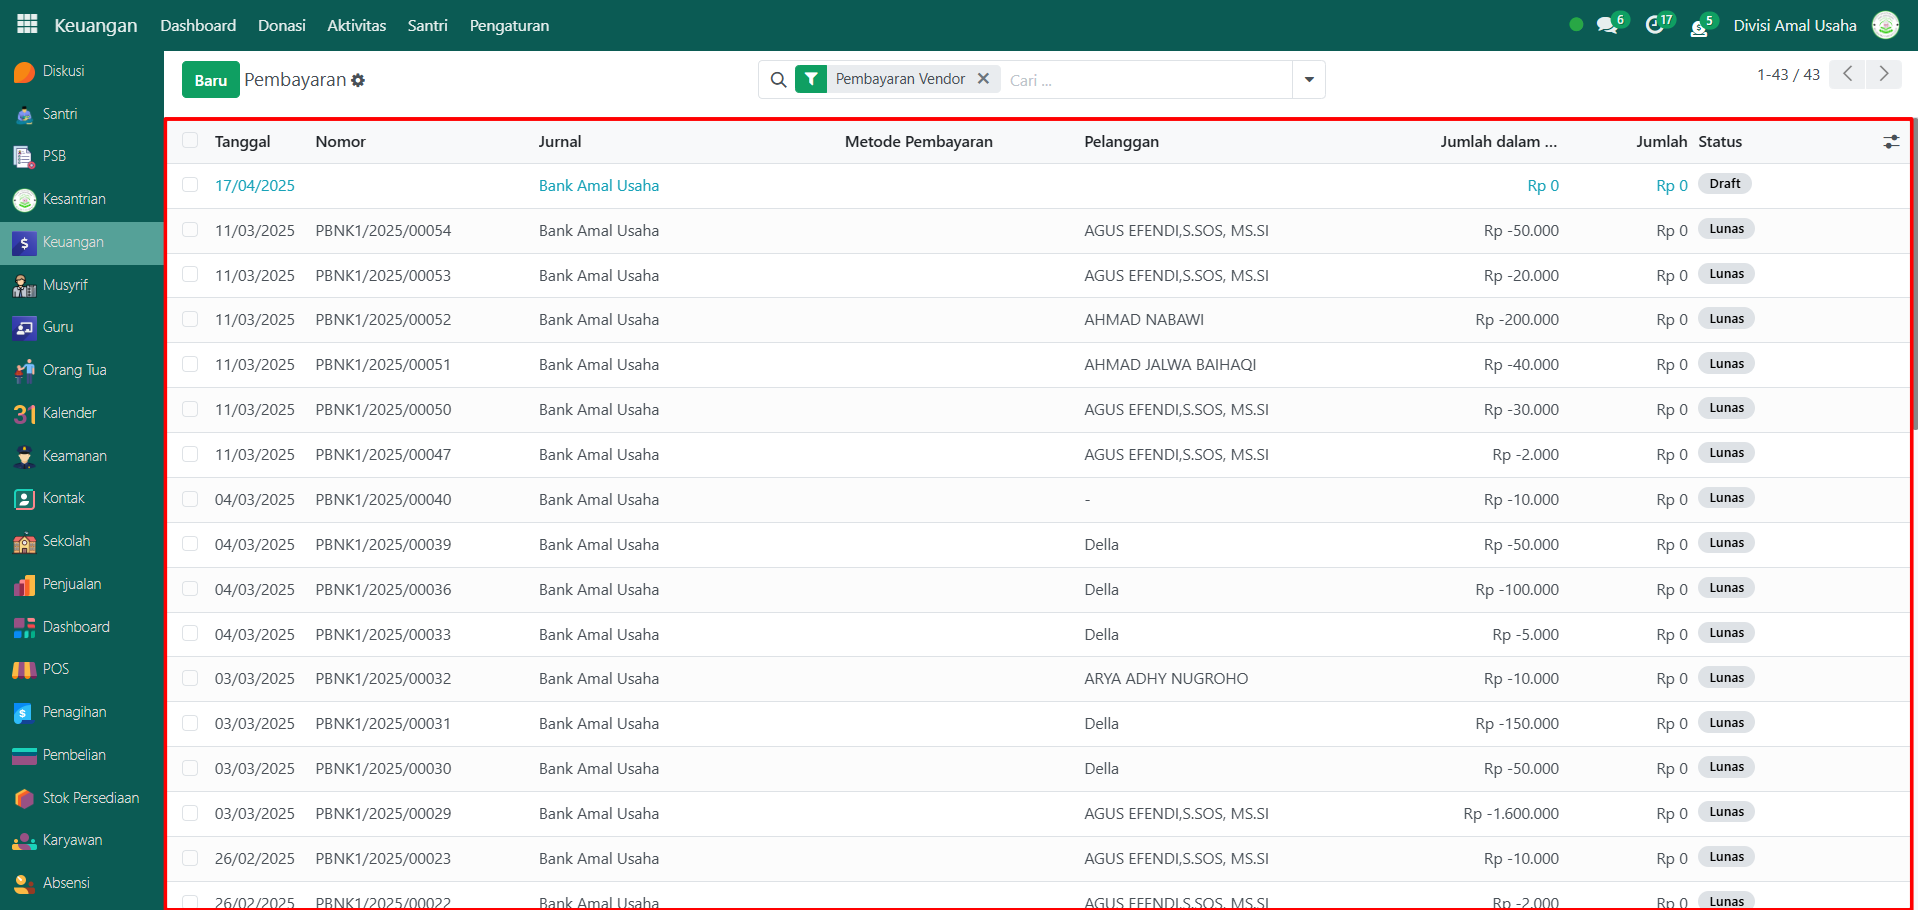 Keuangan Dashboard Donasi Aktivitas Santri Pengaturan 6 17 5 Divisi Amal Usaha
Diskusi
Santri
PSB
Kesantrian
Keuangan
Musyrif
Guru
Orang Tua
31 Kalender
Keamanan
Kontak
Sekolah
Penjualan
Dashboard
POS
Penagihan
Pembelian
Stok Persediaan
Karyawan
Absensi
Baru Pembayaran Pembayaran Vendor Cari ... 1-43 / 43
Tanggal Nomor Jurnal Metode Pembayaran Pelanggan Jumlah dalam ... Jumlah Status
17/04/2025 Bank Amal Usaha Rp 0 Rp 0 Draft
11/03/2025 PBNK1/2025/00054 Bank Amal Usaha AGUS EFENDI,S.SOS, MS.SI Rp -50.000 Rp 0 Lunas
11/03/2025 PBNK1/2025/00053 Bank Amal Usaha AGUS EFENDI,S.SOS, MS.SI Rp -20.000 Rp 0 Lunas
11/03/2025 PBNK1/2025/00052 Bank Amal Usaha AHMAD NABAWI Rp -200.000 Rp 0 Lunas
11/03/2025 PBNK1/2025/00051 Bank Amal Usaha AHMAD JALWA BAIHAQI Rp -40.000 Rp 0 Lunas
11/03/2025 PBNK1/2025/00050 Bank Amal Usaha AGUS EFENDI,S.SOS, MS.SI Rp -30.000 Rp 0 Lunas
11/03/2025 PBNK1/2025/00047 Bank Amal Usaha AGUS EFENDI,S.SOS, MS.SI Rp -2.000 Rp 0 Lunas
04/03/2025 PBNK1/2025/00040 Bank Amal Usaha - Rp -10.000 Rp 0 Lunas
04/03/2025 PBNK1/2025/00039 Bank Amal Usaha Della Rp -50.000 Rp 0 Lunas
04/03/2025 PBNK1/2025/00036 Bank Amal Usaha Della Rp -100.000 Rp 0 Lunas
04/03/2025 PBNK1/2025/00033 Bank Amal Usaha Della Rp -5.000 Rp 0 Lunas
03/03/2025 PBNK1/2025/00032 Bank Amal Usaha ARYA ADHY NUGROHO Rp -10.000 Rp 0 Lunas
03/03/2025 PBNK1/2025/00031 Bank Amal Usaha Della Rp -150.000 Rp 0 Lunas
03/03/2025 PBNK1/2025/00030 Bank Amal Usaha Della Rp -50.000 Rp 0 Lunas
03/03/2025 PBNK1/2025/00029 Bank Amal Usaha AGUS EFENDI,S.SOS, MS.SI Rp -1.600.000 Rp 0 Lunas
26/02/2025 PBNK1/2025/00023 Bank Amal Usaha AGUS EFENDI,S.SOS, MS.SI Rp -10.000 Rp 0 Lunas
26/02/2025 PBNK1/2025/00022 Bank Amal Usaha AGUS EFENDI,S.SOS, MS.SI Rp -2.000 Rp 0 Lunas